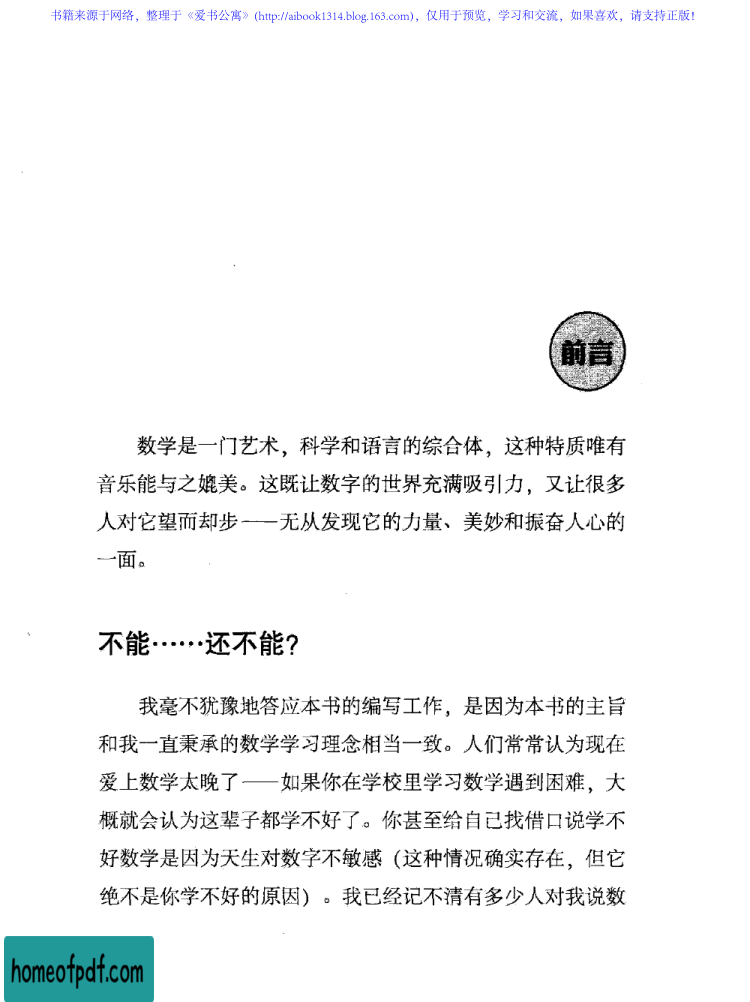 书籍来源于网络，整理于《爱书公寓》(http://aibook1314.blog.163.com)，仅用于预览，学习和交流，如果喜欢，请支持正版！
前言
数学是一门艺术，科学和语言的综合体，这种特质唯有
音乐能与之媲美。这既让数字的世界充满吸引力，又让很多
人对它望而却步——无从发现它的力量、美妙和振奋人心的
一面。
不能……还不能？
我毫不犹豫地答应本书的编写工作，是因为本书的主旨
和我一直秉承的数学学习理念相当一致。人们常常认为现在
爱上数学太晚了——如果你在学校里学习数学遇到困难，大
概就会认为这辈子都学不好了。你甚至给自己找借口说学不
好数学是因为天生对数字不敏感（这种情况确实存在，但它
绝不是你学不好的原因）。我已经记不清有多少人对我说数
homeofpdf.com